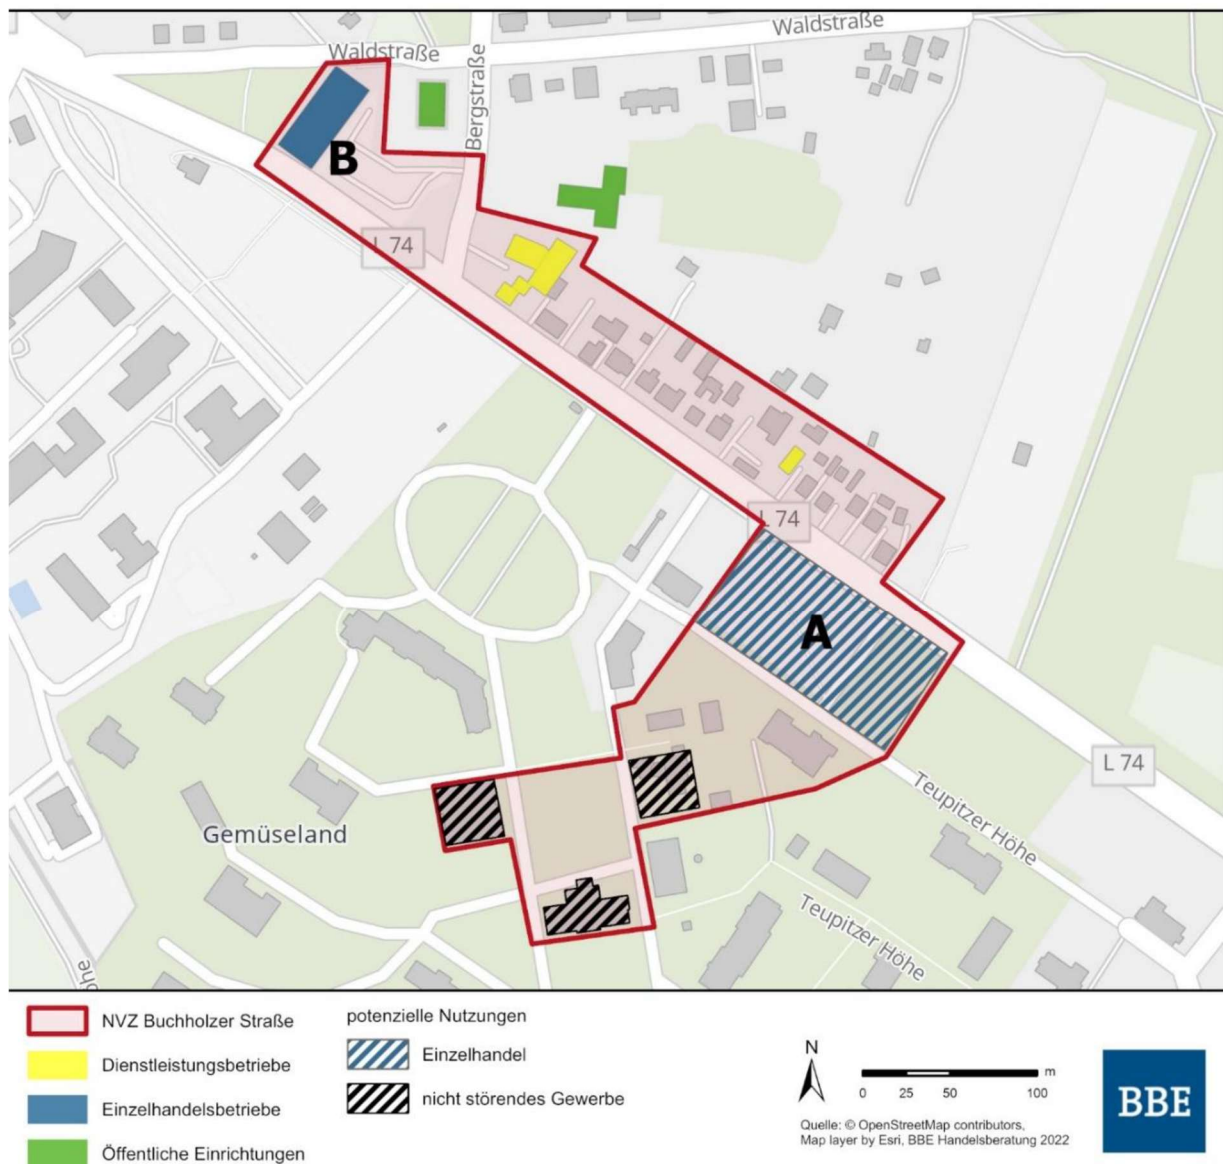 Waldstraße
Waldstraße
Bergstraße
B
L 74
L 74
A
L 74
Gemüseland
Teupitzer Höhe
Teupitzer Höhe
öhe
NVZ Buchholzer Straße
Dienstleistungsbetriebe
Einzelhandelsbetriebe
Öffentliche Einrichtungen
potenzielle Nutzungen
Einzelhandel
nicht störendes Gewerbe
N
m
0 25 50 100
Quelle: © OpenStreetMap contributors,
Map layer by Esri, BBE Handelsberatung 2022
BBE